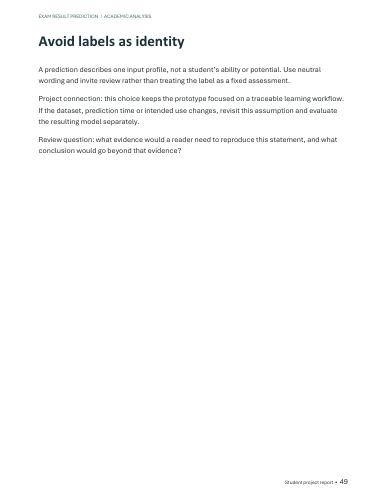 EXAM RESULT PREDICTION / ACADEMIC ANALYSIS
Avoid labels as identity
A prediction describes one input profile, not a student's ability or potential. Use neutral
wording and invite review rather than treating the label as a fixed assessment.
Project connection: this choice keeps the prototype focused on a traceable learning workflow.
If the dataset, prediction time or intended use changes, revisit this assumption and evaluate
the resulting model separately.
Review question: what evidence would a reader need to reproduce this statement, and what
conclusion would go beyond that evidence?
Student project report • 49